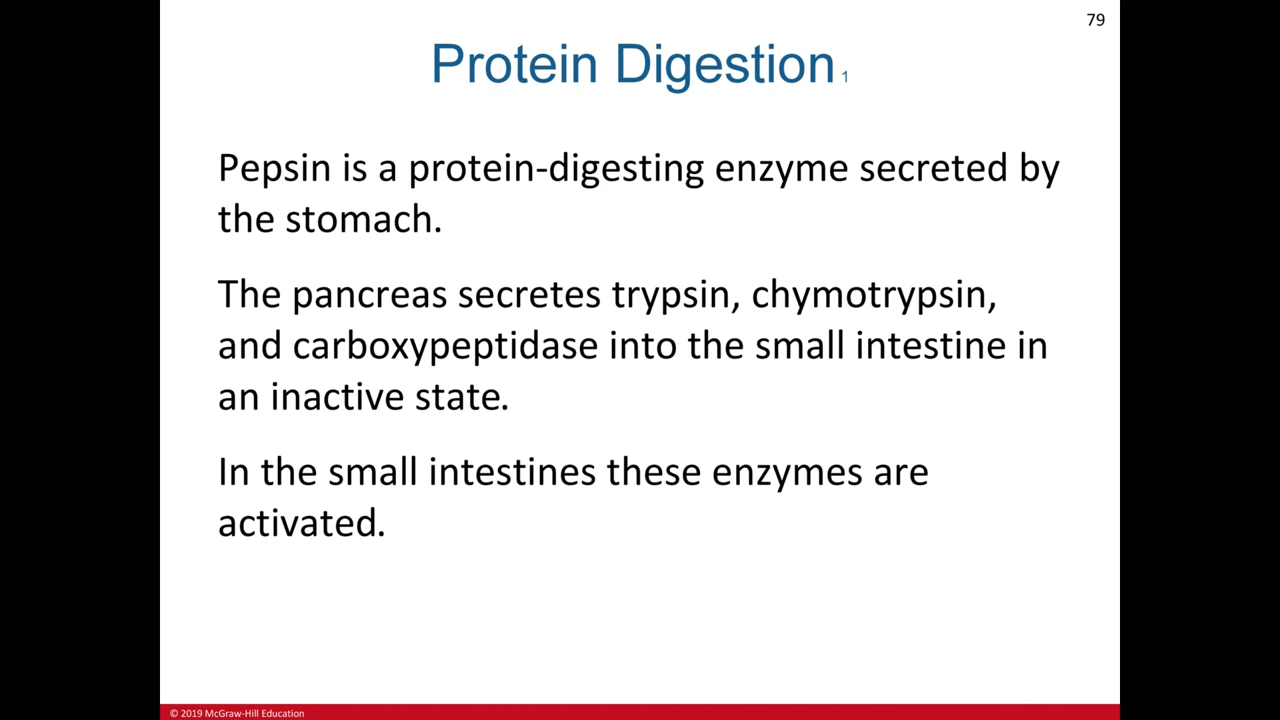 79
Protein Digestion 1
Pepsin is a protein-digesting enzyme secreted by
the stomach.
The pancreas secretes trypsin, chymotrypsin,
and carboxypeptidase into the small intestine in
an inactive state.
In the small intestines these enzymes are
activated.
© 2019 McGraw-Hill Education